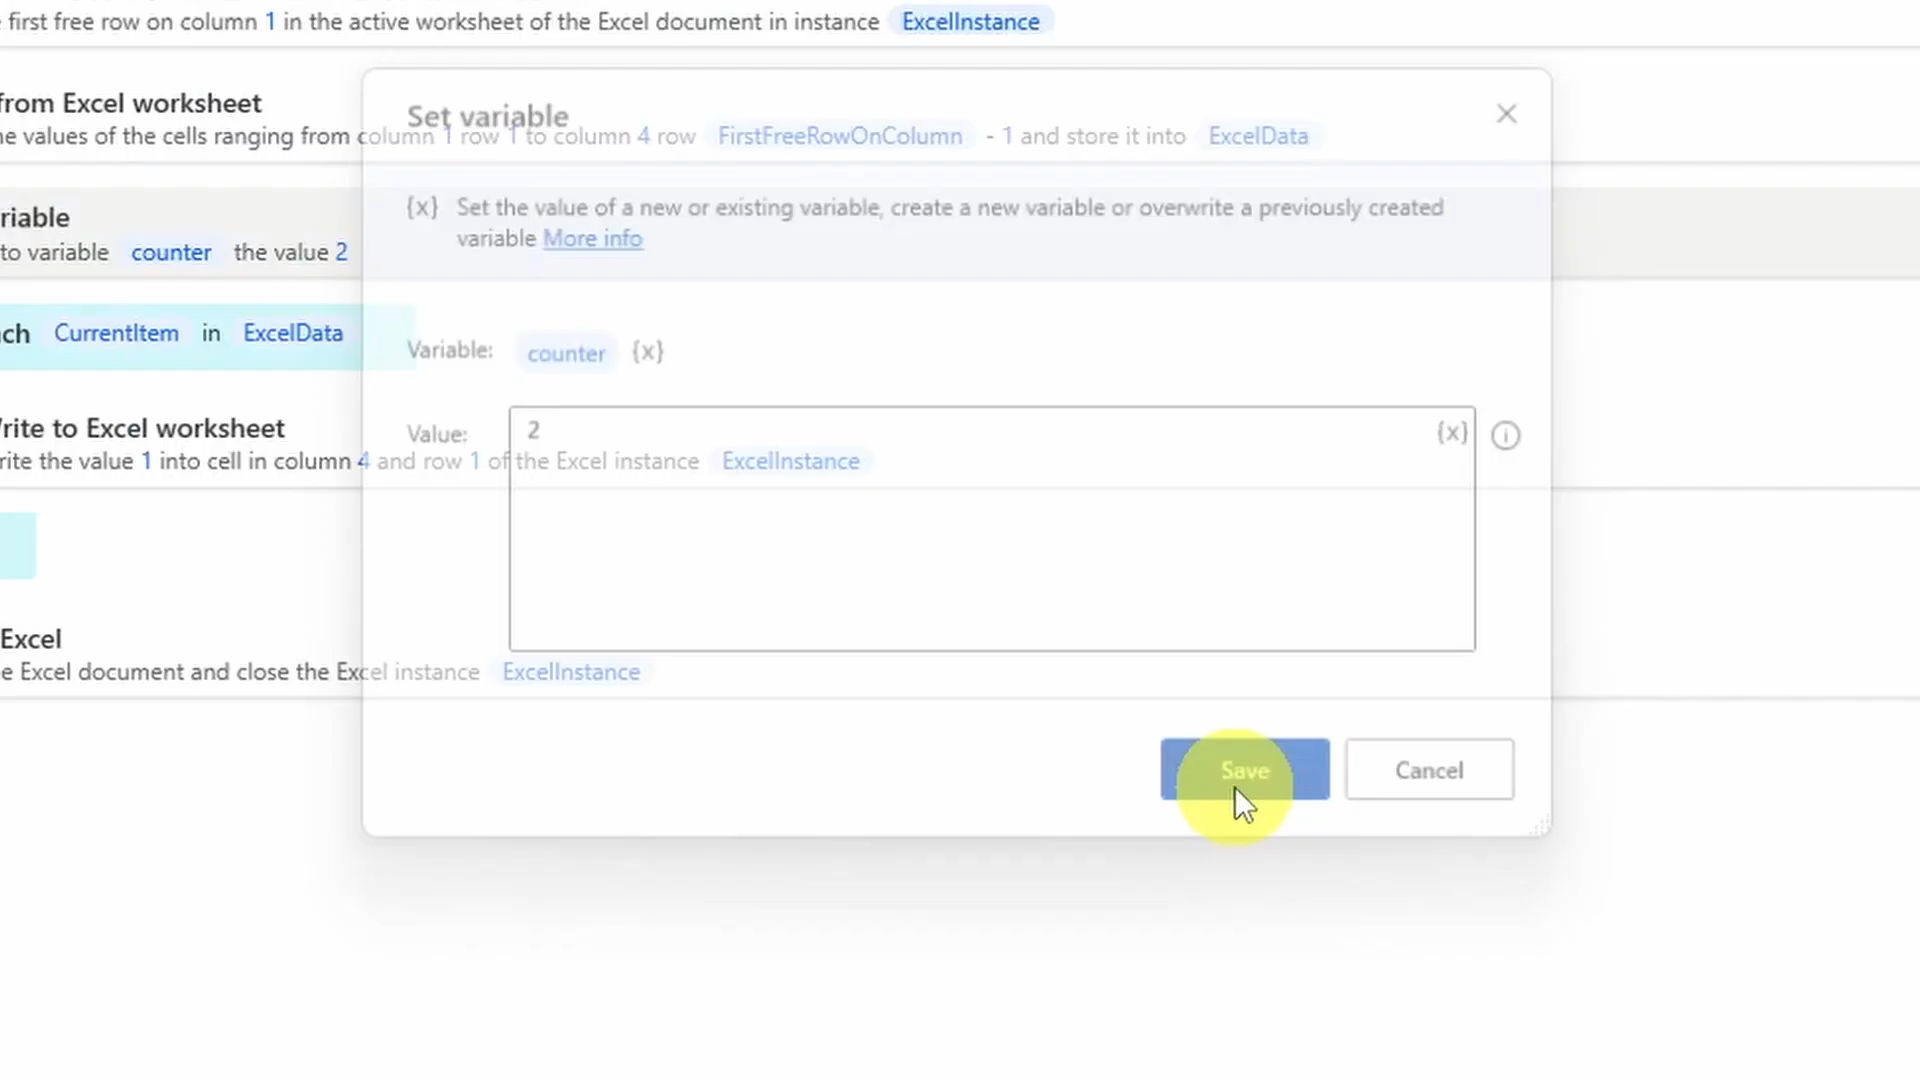 first free row on column 1 in the active worksheet of the Excel document in instance ExcelInstance
from Excel worksheet
he values of the cells ranging from column 1 row 1 to column 4 row FirstFreeRowOnColumn - 1 and store it into ExcelData
riable
to variable counter the value 2
ch CurrentItem in ExcelData
rite to Excel worksheet
rite the value 1 into cell in column 4 and row 1 of the Excel instance ExcelInstance
Excel
e Excel document and close the Excel instance ExcelInstance
Set variable
{x} Set the value of a new or existing variable, create a new variable or overwrite a previously created
variable More info
Variable: counter {x}
Value: 2 {x}
Save Cancel